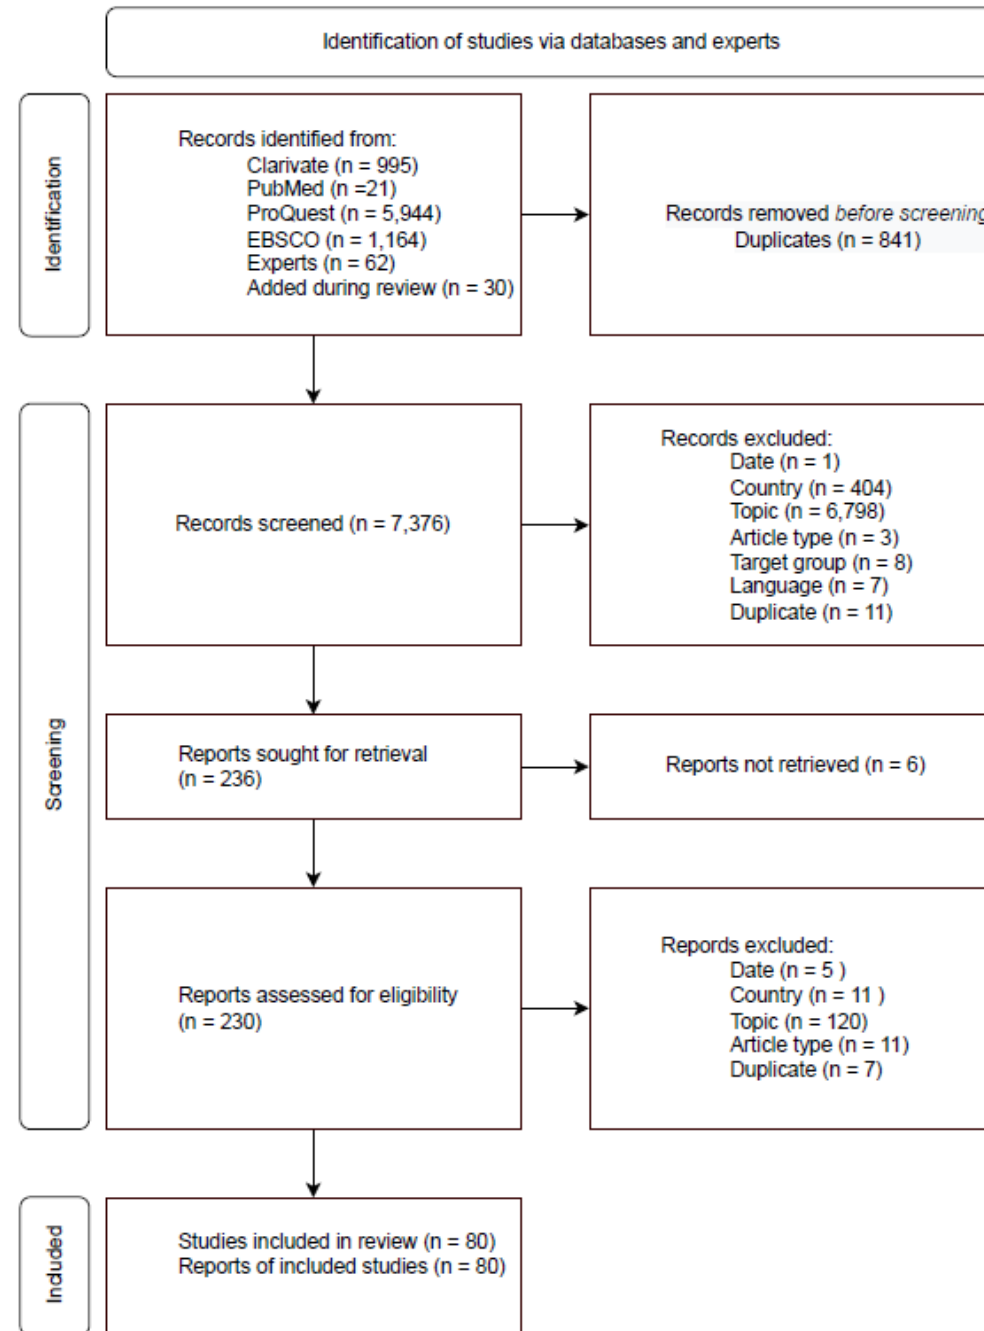 Identification of studies via databases and experts
Identification
Records identified from:
Clarivate (n = 995)
PubMed (n =21)
ProQuest (n = 5,944)
EBSCO (n = 1,164)
Experts (n = 62)
Added during review (n = 30)
Records removed before screening
Duplicates (n = 841)
Screening
Records screened (n = 7,376)
Records excluded:
Date (n = 1)
Country (n = 404)
Topic (n = 6,798)
Article type (n = 3)
Target group (n = 8)
Language (n = 7)
Duplicate (n = 11)
Reports sought for retrieval
(n = 236)
Reports not retrieved (n = 6)
Reports assessed for eligibility
(n = 230)
Reports excluded:
Date (n = 5 )
Country (n = 11 )
Topic (n = 120)
Article type (n = 11)
Duplicate (n = 7)
Included
Studies included in review (n = 80)
Reports of included studies (n = 80)